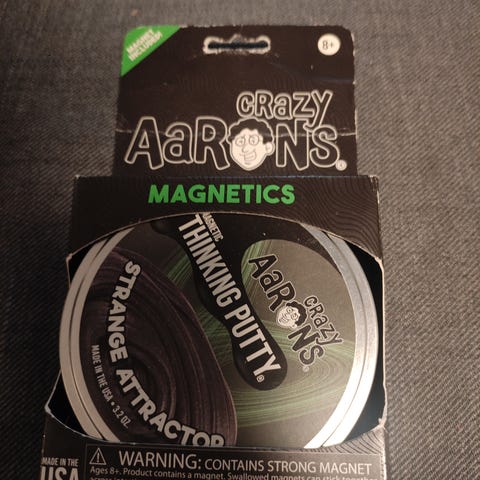 MAGNET
INCLUDED!
8+
CRAZY
AARONS®
MAGNETICS
MAGNETIC
THINKING PUTTY®
CRAZY
AARONS®
STRANGE ATTRACTOR
MADE IN THE USA • 3.2 OZ.
MADE IN THE
USA
WARNING: CONTAINS STRONG MAGNET
Ages 8+. Product contains a magnet. Swallowed magnets can stick together